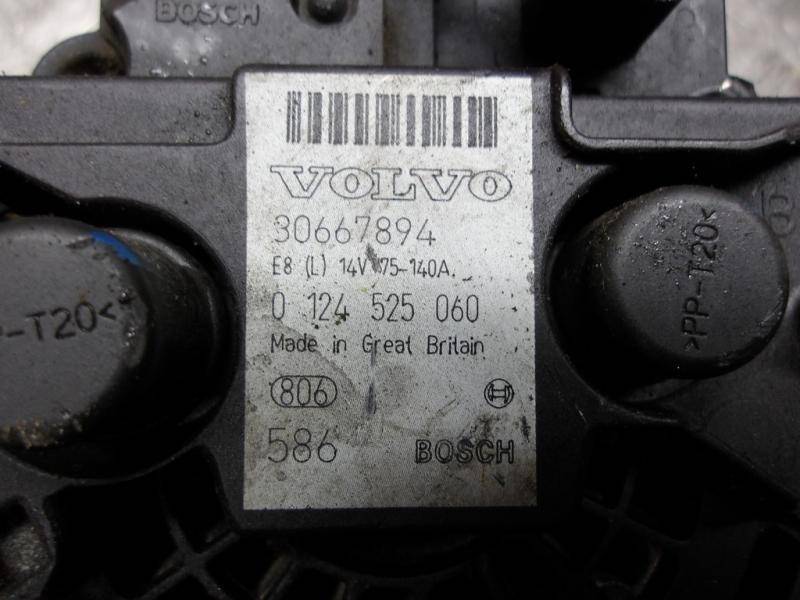 BOSCH
VOLVO
30667894
E8 (L) 14V 75-140A.
0 124 525 060
Made in Great Britain
806
586 BOSCH
P-T20<
>PP-T20<